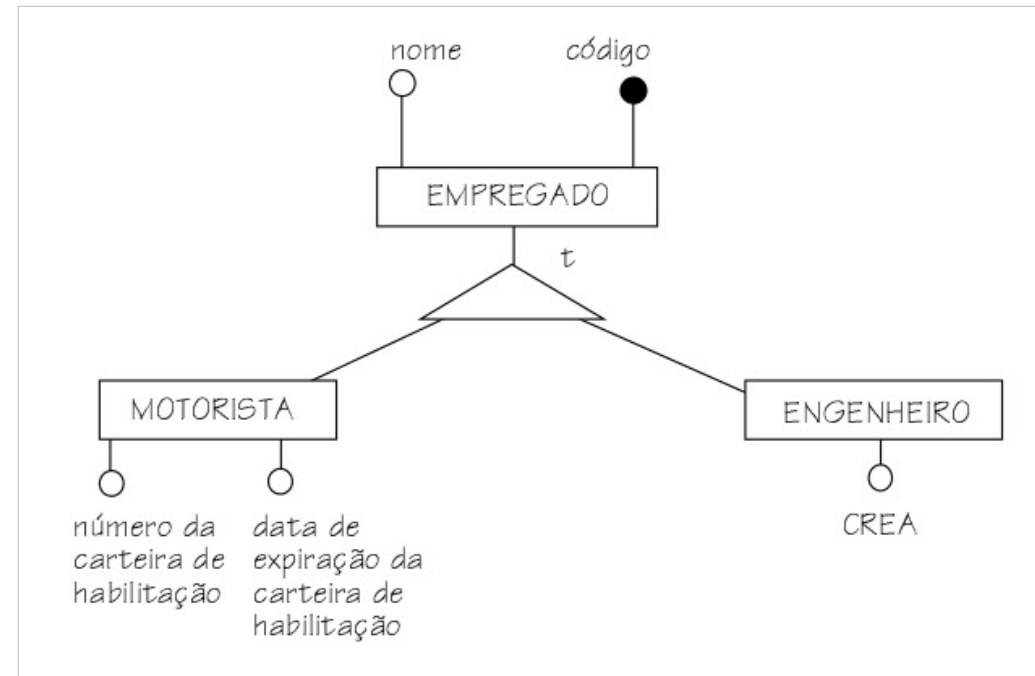 nome
código
EMPREGADO
t
MOTORISTA
ENGENHEIRO
número da
carteira de
habilitação
data de
expiração da
carteira de
habilitação
CREA